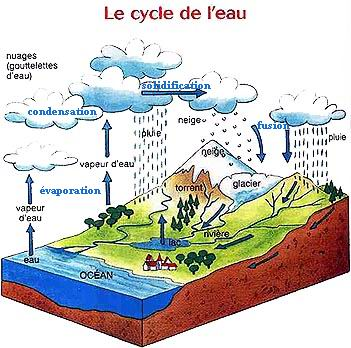 Le cycle de l'eau
nuages
(gouttelettes
d'eau)
solidification
condensation
neige
fusion
pluie
pluie
vapeur d'eau
neige
évaporation
torrent
glacier
vapeur
d'eau
rivière
lac
eau
OCÉAN